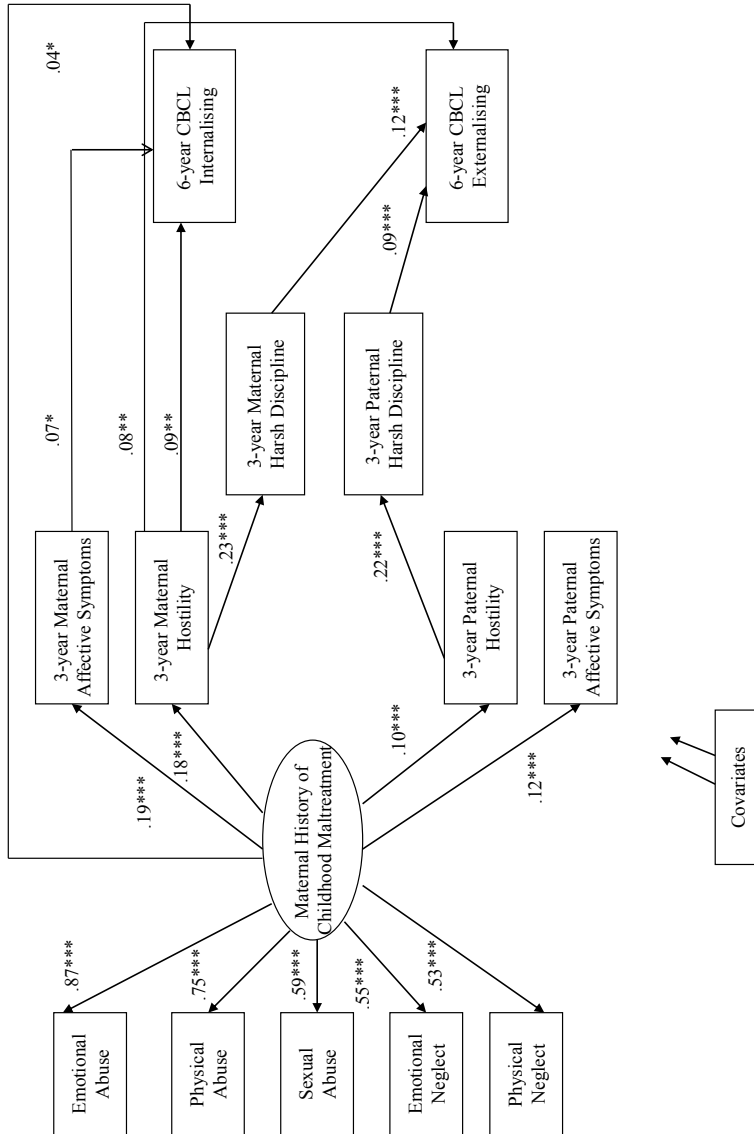 Emotional
Abuse
Physical
Abuse
Sexual
Abuse
Emotional
Neglect
Physical
Neglect
.87***
.75***
.59***
.55***
.53***
Maternal History of
Childhood Maltreatment
.19***
.18***
.10***
.12***
3-year Maternal
Affective Symptoms
3-year Maternal
Hostility
3-year Paternal
Hostility
3-year Paternal
Affective Symptoms
.23***
.22***
3-year Maternal
Harsh Discipline
3-year Paternal
Harsh Discipline
.07*
.08**
.09**
.04*
.12***
.09***
6-year CBCL
Internalising
6-year CBCL
Externalising
Covariates